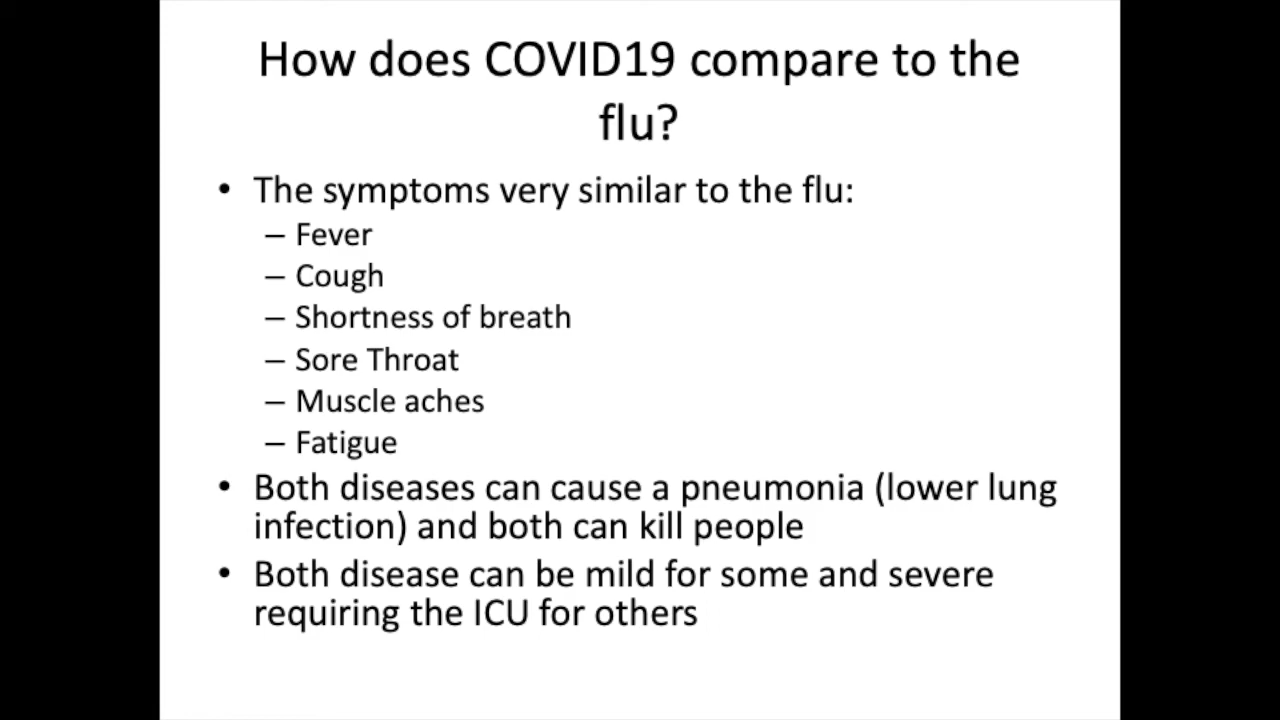 How does COVID19 compare to the
flu?
• The symptoms very similar to the flu:
– Fever
– Cough
– Shortness of breath
– Sore Throat
– Muscle aches
– Fatigue
• Both diseases can cause a pneumonia (lower lung
infection) and both can kill people
• Both disease can be mild for some and severe
requiring the ICU for others